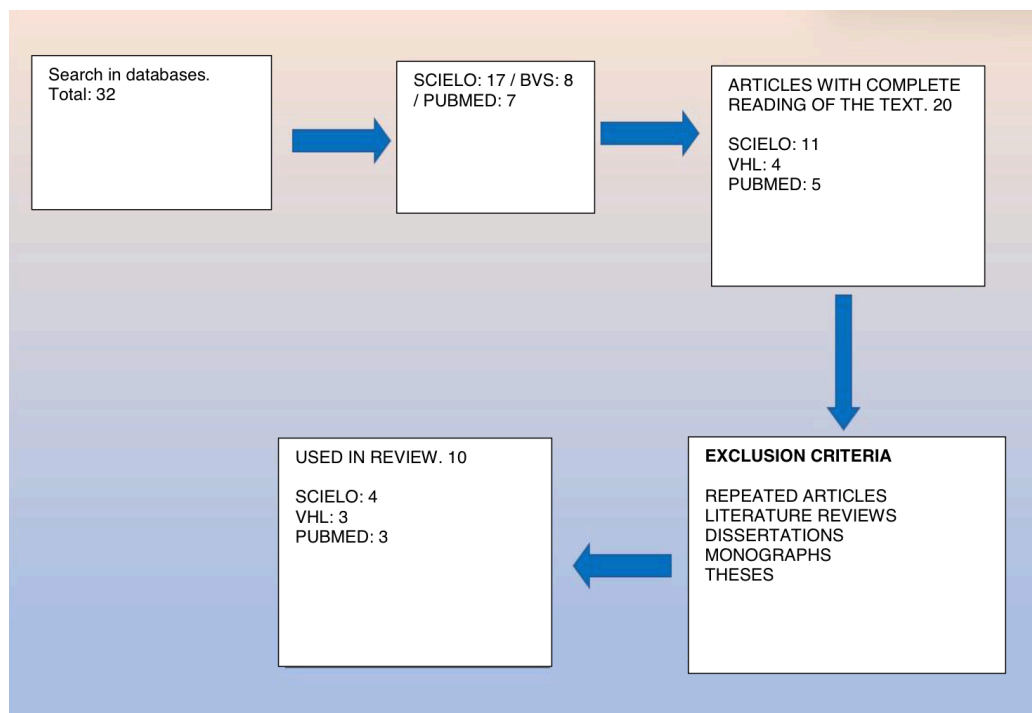 Search in databases.
Total: 32
SCIELO: 17 / BVS: 8
/ PUBMED: 7
ARTICLES WITH COMPLETE
READING OF THE TEXT. 20
SCIELO: 11
VHL: 4
PUBMED: 5
EXCLUSION CRITERIA
REPEATED ARTICLES
LITERATURE REVIEWS
DISSERTATIONS
MONOGRAPHS
THESES
USED IN REVIEW. 10
SCIELO: 4
VHL: 3
PUBMED: 3